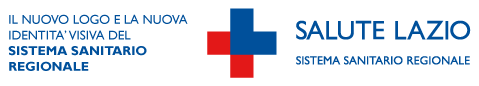 IL NUOVO LOGO E LA NUOVA
IDENTITA' VISIVA DEL
SISTEMA SANITARIO
REGIONALE
SALUTE LAZIO
SISTEMA SANITARIO REGIONALE